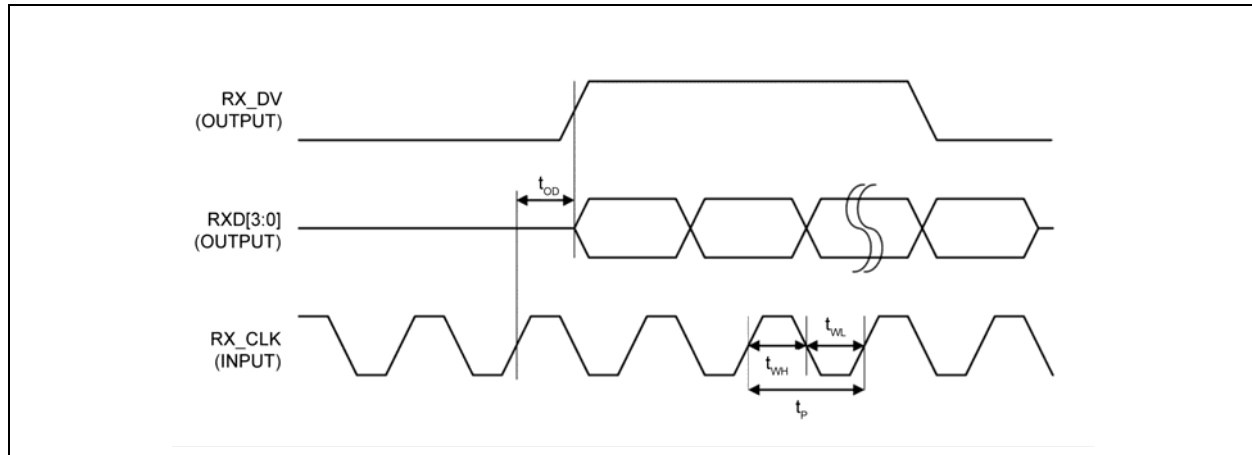 RX_DV
(OUTPUT)
tOD
RXD[3:0]
(OUTPUT)
RX_CLK
(INPUT)
tWL
tWH
tP